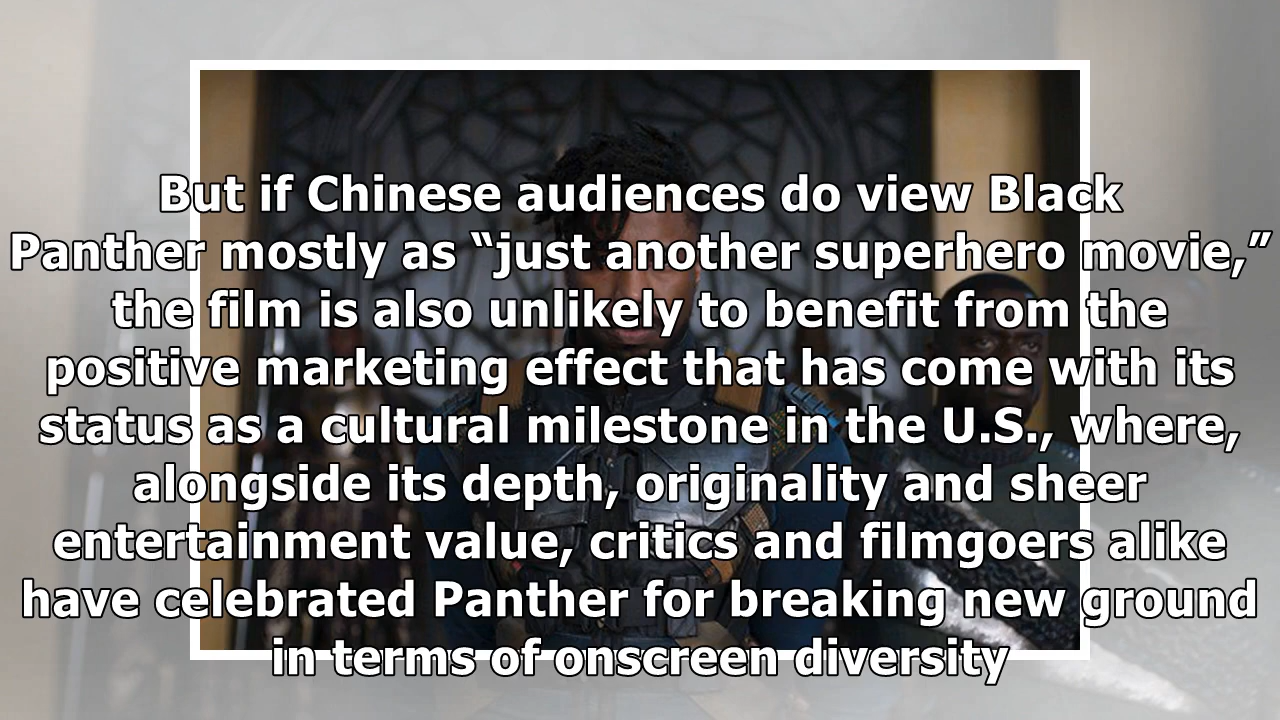 But if Chinese audiences do view Black
Panther mostly as “just another superhero movie,”
the film is also unlikely to benefit from the
positive marketing effect that has come with its
status as a cultural milestone in the U.S., where,
alongside its depth, originality and sheer
entertainment value, critics and filmgoers alike
have celebrated Panther for breaking new ground
in terms of onscreen diversity